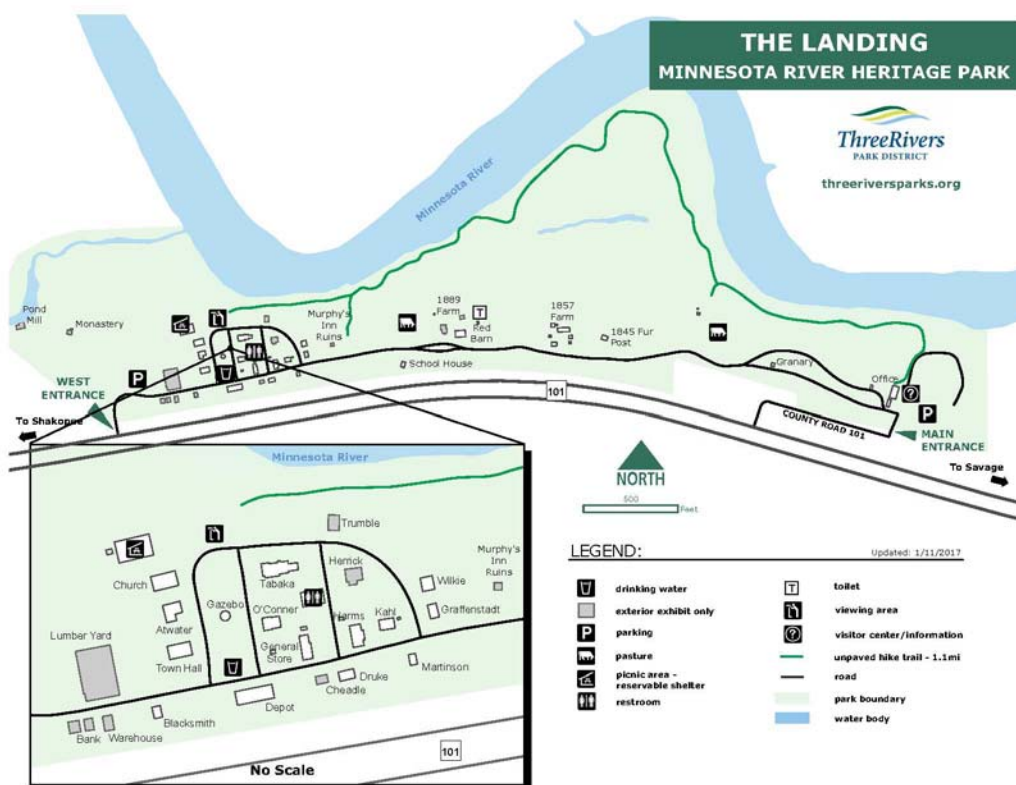 THE LANDING
MINNESOTA RIVER HERITAGE PARK
ThreeRivers
PARK DISTRICT
threeriversparks.org
Minnesota River
Pond
Mill
Monastery
Murphy's
Inn
Ruins
1889
Farm
T
Red
Barn
1857
Farm
1845 Fur
Post
School House
Granary
Office
?
P
P
WEST
ENTRANCE
To Shakopee
101
COUNTY ROAD 101
MAIN
ENTRANCE
To Savage
NORTH
500
Feet
Minnesota River
Trumble
Church
Tabaka
Herrick
Murphy's
Inn
Ruins
Wilkie
Gazebo
O'Conner
Harms
Kahl
Graffenstadt
Atwater
Lumber Yard
General
Store
Town Hall
Martinson
Druke
Cheadle
Depot
Blacksmith
Bank
Warehouse
101
No Scale
LEGEND:
Updated: 1/11/2017
drinking water
exterior exhibit only
P
parking
pasture
picnic area -
reservable shelter
restroom
T
toilet
viewing area
?
visitor center/information
unpaved hike trail - 1.1mi
road
park boundary
water body